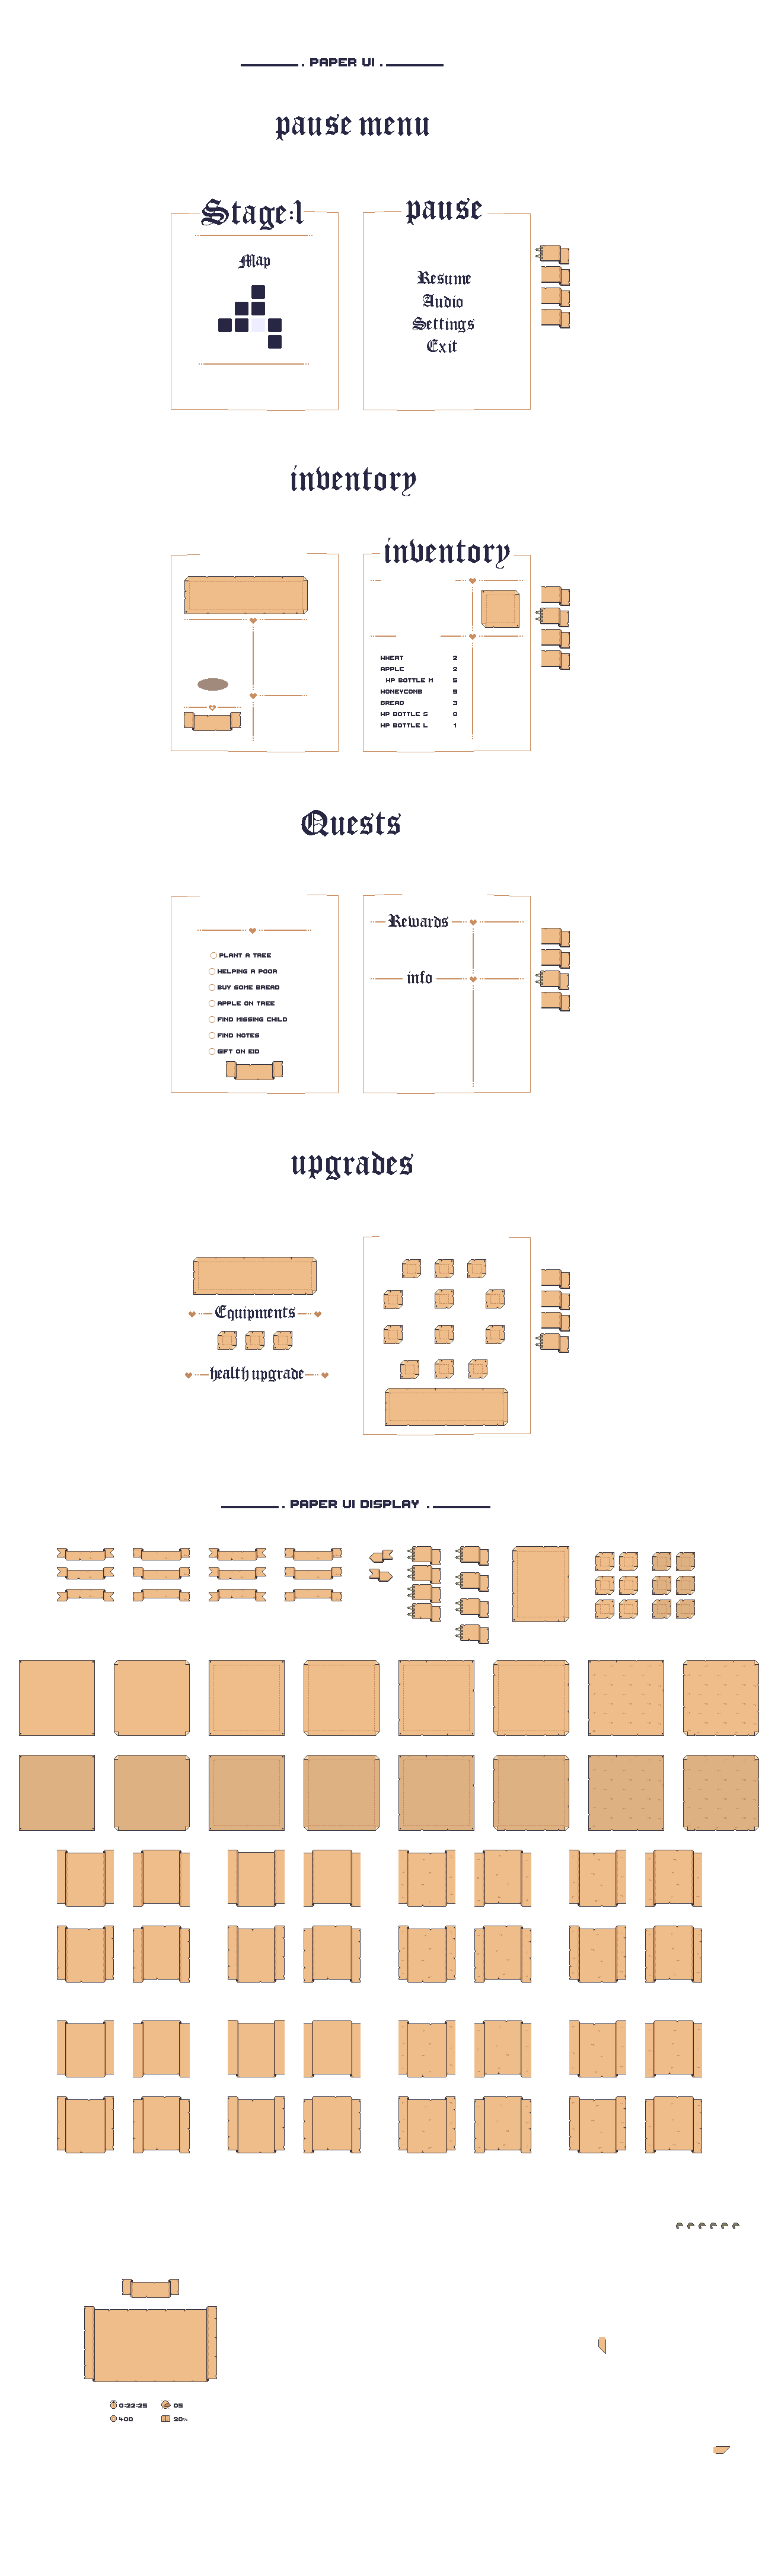 . PAPER UI .
pause menu
Stage:1
Map
pause
Resume
Audio
Settings
Exit
inventory
inventory
WHEAT 2
APPLE 2
HP BOTTLE M 5
HONEYCOMB 9
BREAD 3
HP BOTTLE S 8
HP BOTTLE L 1
Quests
PLANT A TREE
HELPING A POOR
BUY SOME BREAD
APPLE ON TREE
FIND MISSING CHILD
FIND NOTES
GIFT ON EID
Rewards
info
upgrades
Equipments
health upgrade
. PAPER UI DISPLAY .
0:22:25 05
400 20%